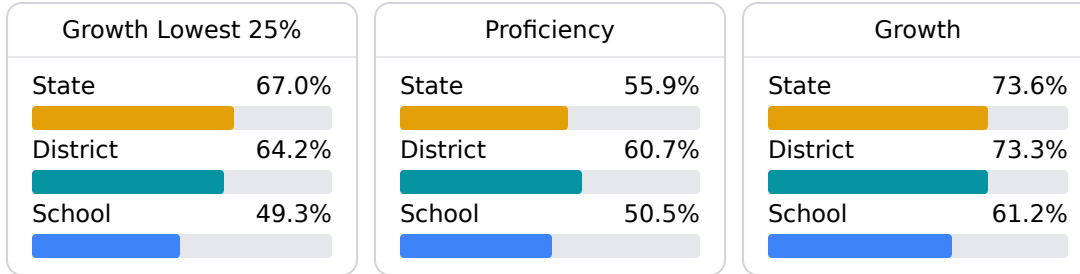 Growth Lowest 25%
State 67.0%
District 64.2%
School 49.3%
Proficiency
State 55.9%
District 60.7%
School 50.5%
Growth
State 73.6%
District 73.3%
School 61.2%